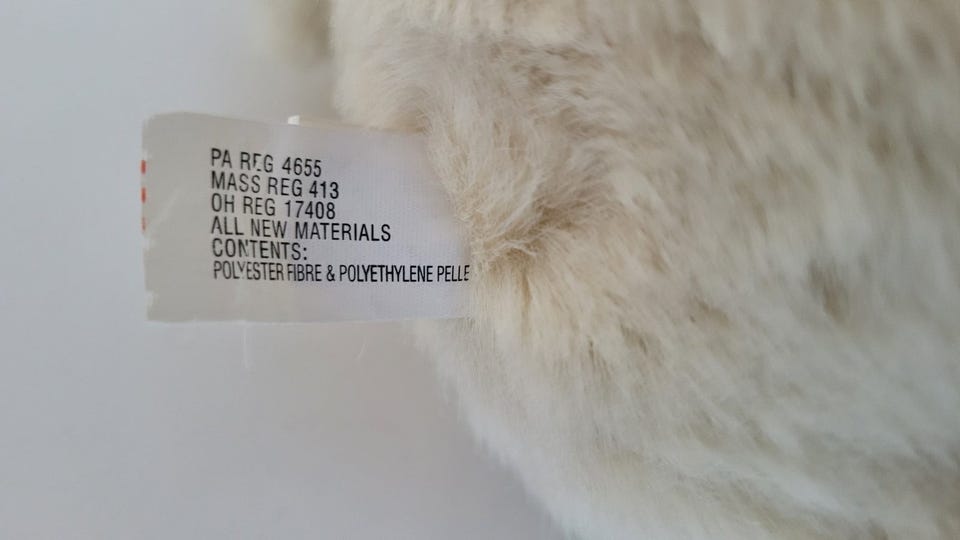 PA REG 4655
MASS REG 413
OH REG 17408
ALL NEW MATERIALS
CONTENTS:
POLYESTER FIBRE & POLYETHYLENE PELLE